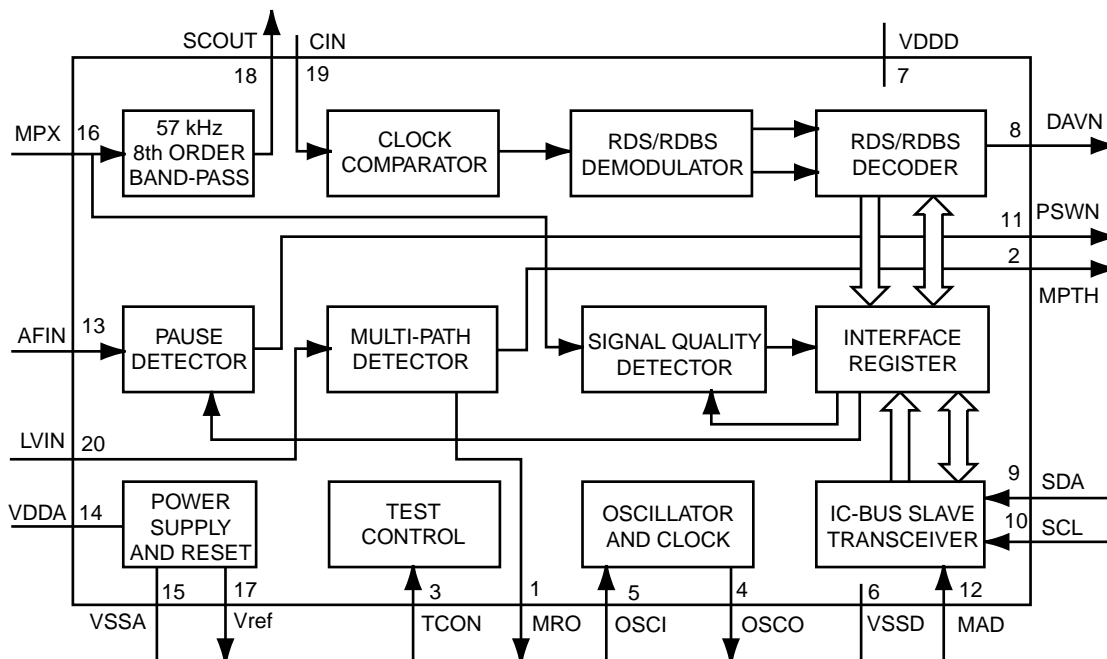 SCOUT
CIN
VDDD
18
19
7
MPX
16
57 kHz
8th ORDER
BAND-PASS
CLOCK
COMPARATOR
RDS/RDBS
DEMODULATOR
RDS/RDBS
DECODER
8
DAVN
11
PSWN
2
MPTH
AFIN
13
PAUSE
DETECTOR
MULTI-PATH
DETECTOR
SIGNAL QUALITY
DETECTOR
INTERFACE
REGISTER
LVIN
20
VDDA
14
POWER
SUPPLY
AND RESET
TEST
CONTROL
OSCILLATOR
AND CLOCK
IC-BUS SLAVE
TRANSCEIVER
9
SDA
10
SCL
15
17
3
1
5
4
6
12
VSSA
Vref
TCON
MRO
OSCI
OSCO
VSSD
MAD